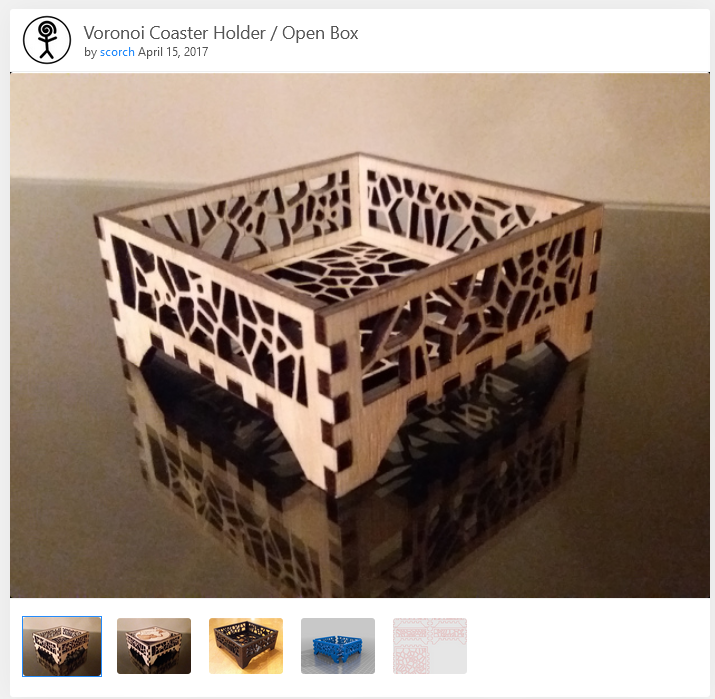 Voronoi Coaster Holder / Open Box
by scorch April 15, 2017